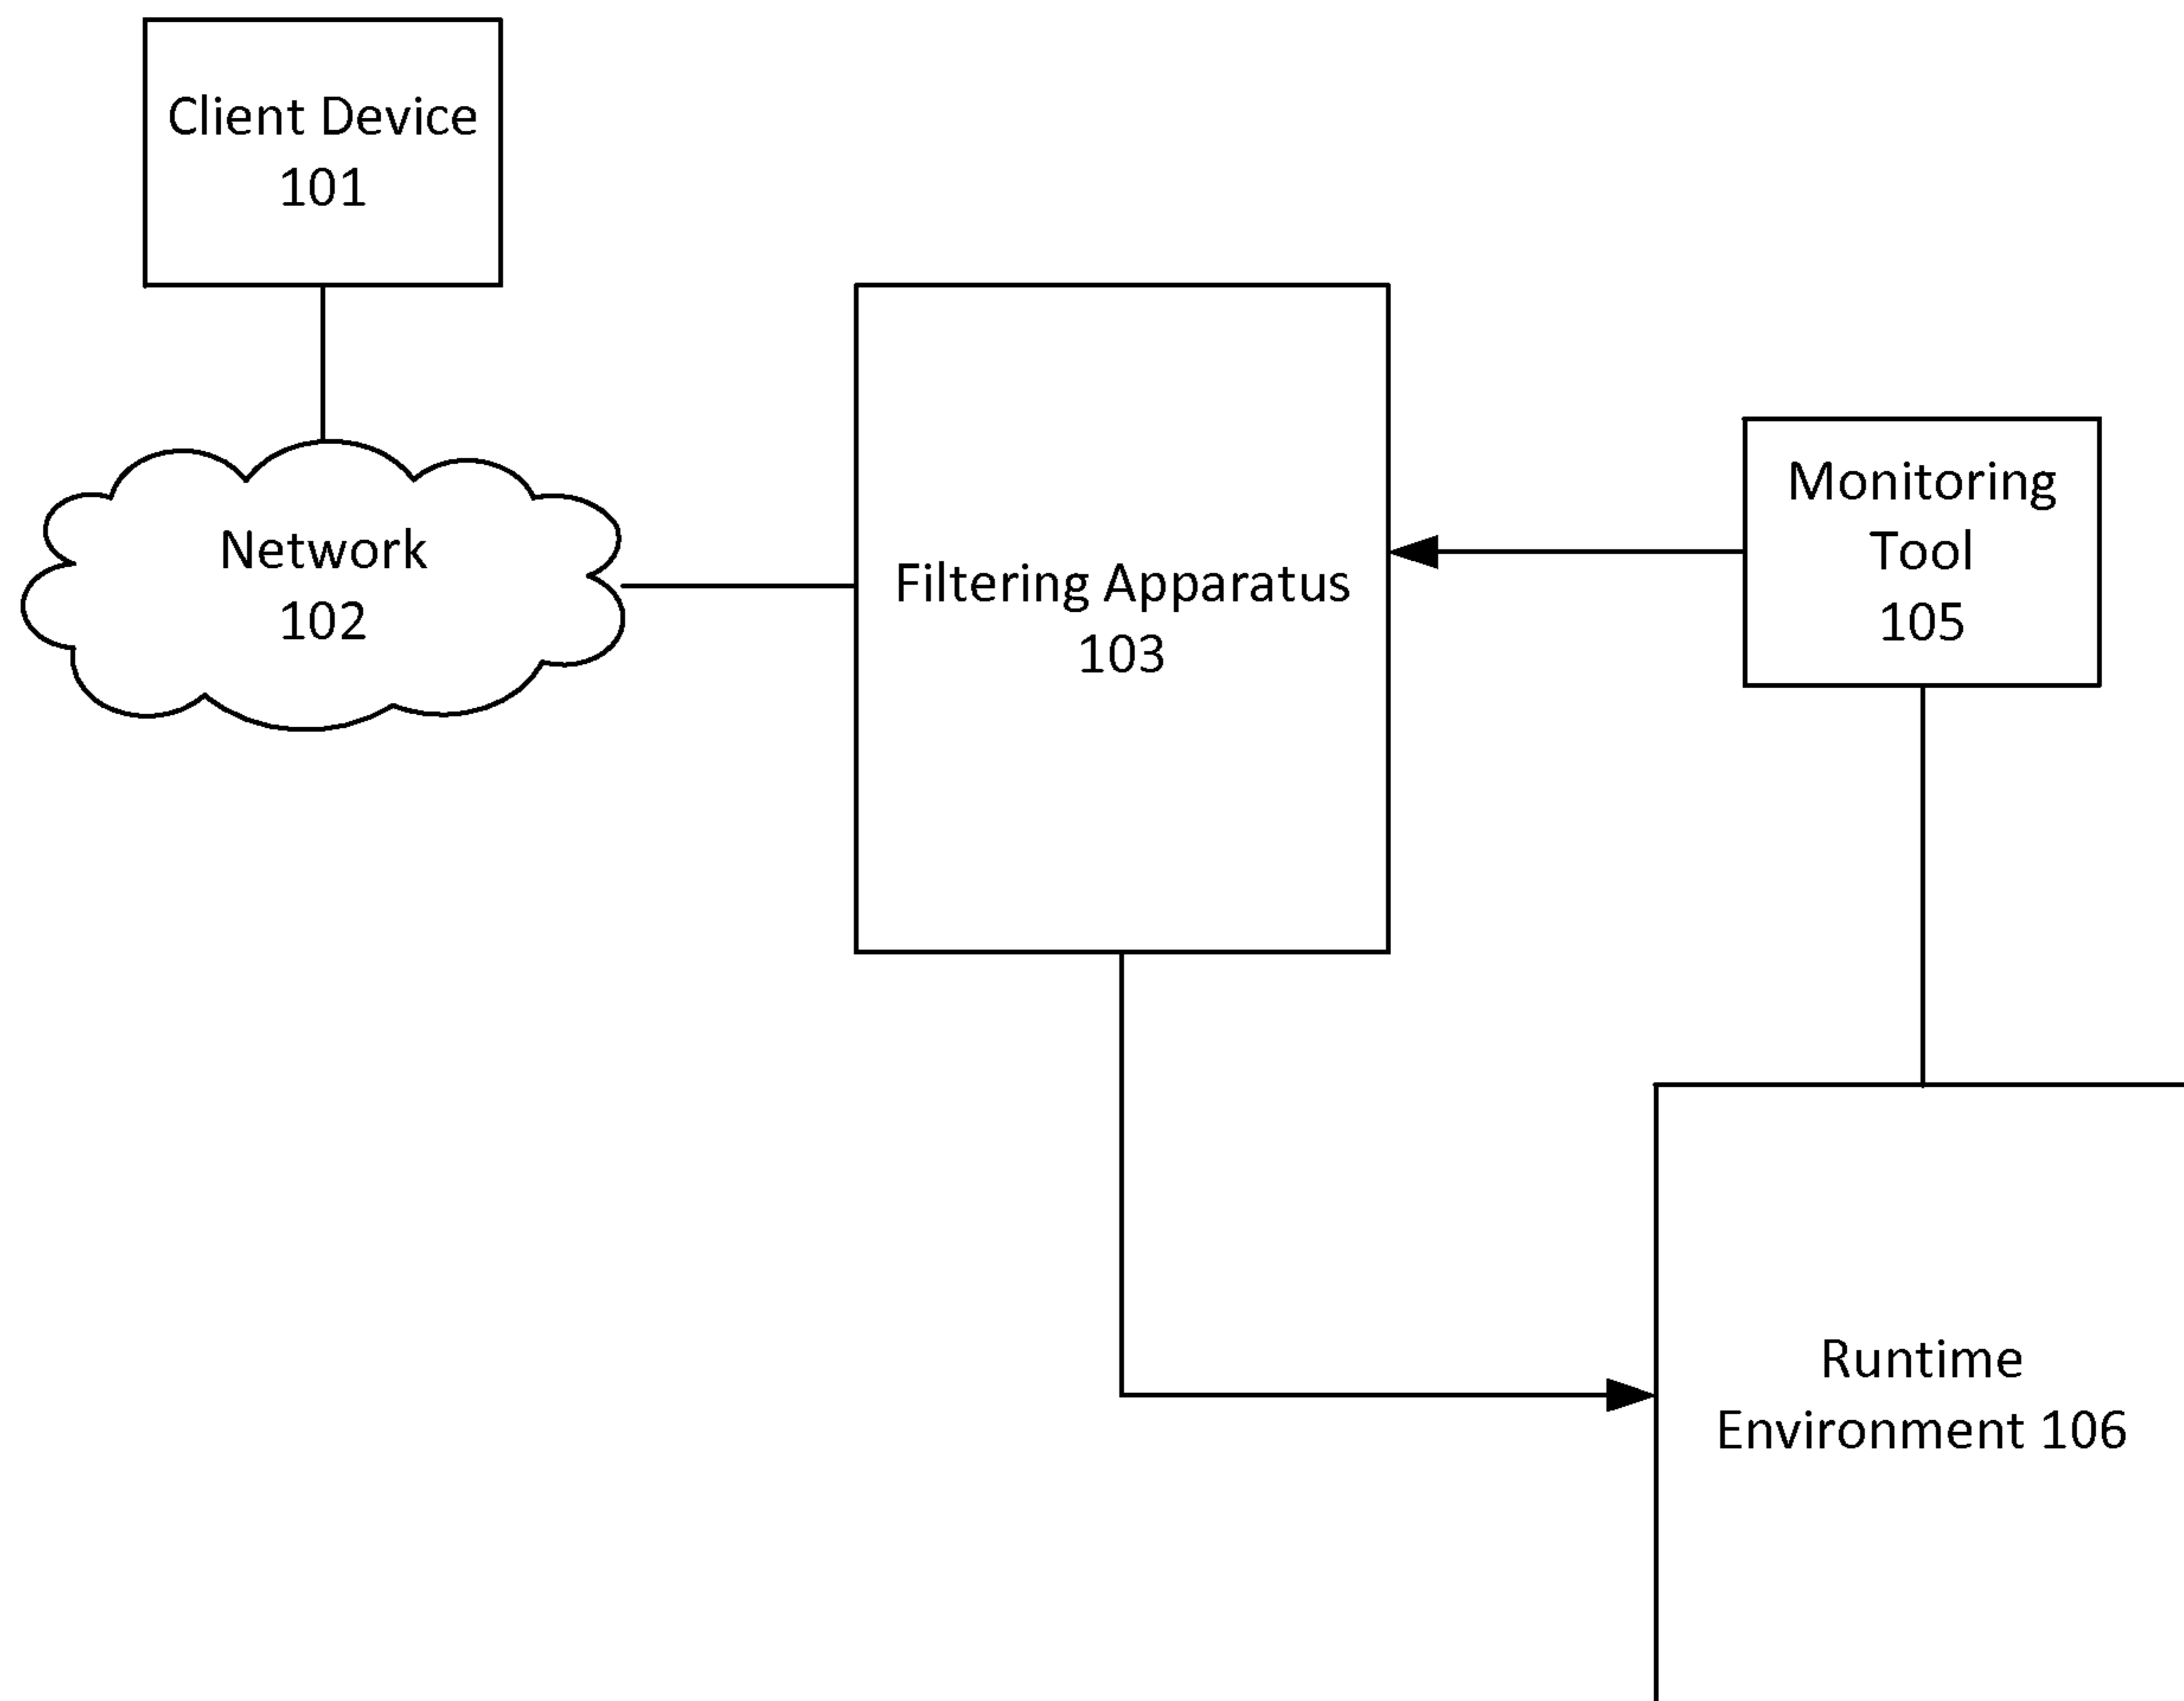 Client Device
101
Network
102
Filtering Apparatus
103
Monitoring
Tool
105
Runtime
Environment 106